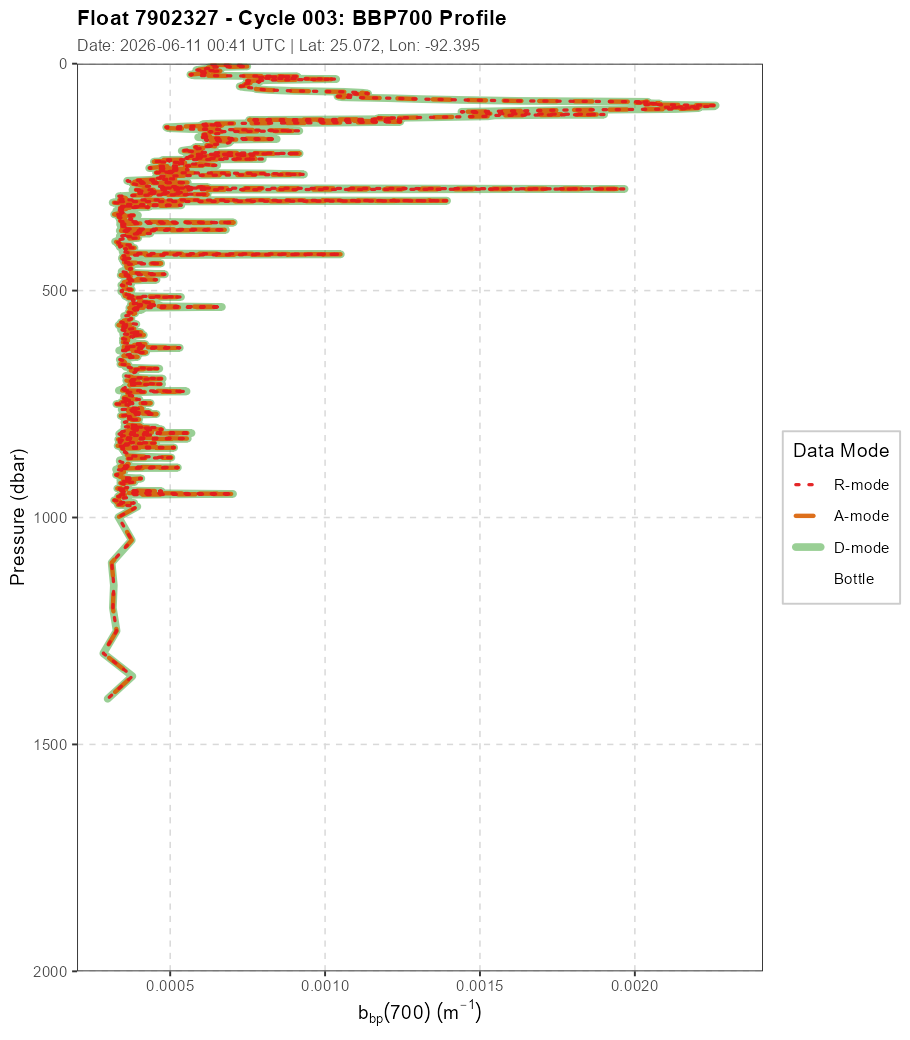 Float 7902327 - Cycle 003: BBP700 Profile
Date: 2026-06-11 00:41 UTC | Lat: 25.072, Lon: -92.395
0
500
1000
1500
2000
Pressure (dbar)
0.0005
0.0010
0.0015
0.0020
b_bp(700) (m⁻¹)
Data Mode
R-mode
A-mode
D-mode
Bottle